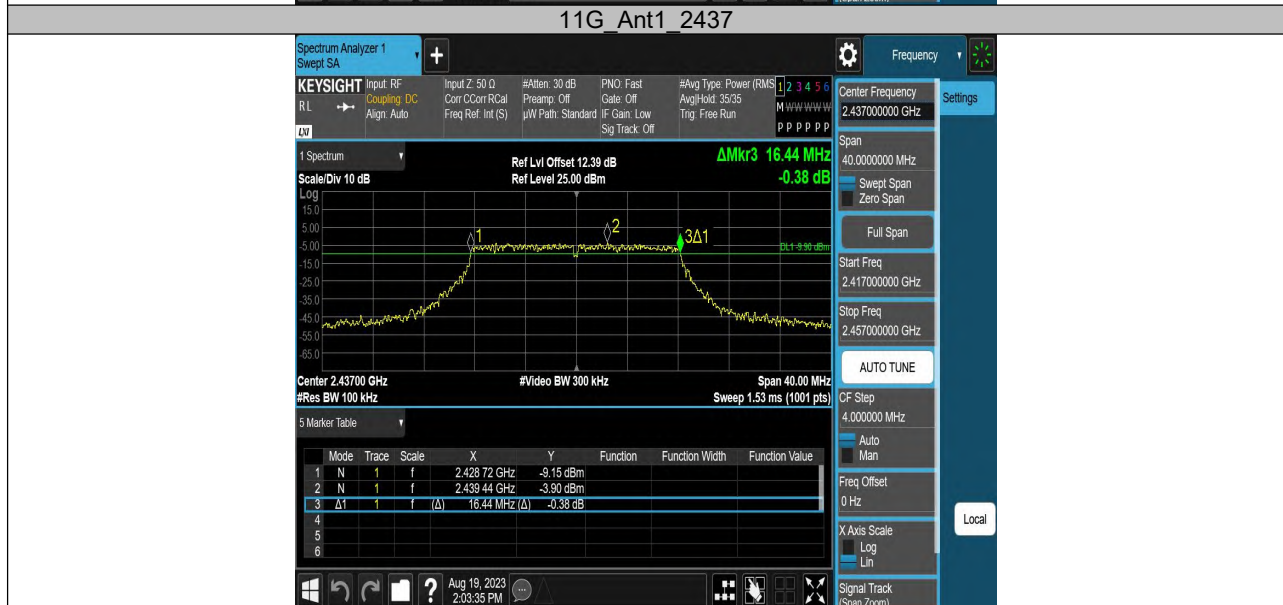 11G_Ant1_2437
Spectrum Analyzer 1
Swept SA
+
Frequency
KEYSIGHT
RL
LXI
Input: RF
Coupling: DC
Align: Auto
Input Z: 50 Ω
Corr CCorr RCal
Freq Ref: Int (S)
#Atten: 30 dB
Preamp: Off
µW Path: Standard
PNO: Fast
Gate: Off
IF Gain: Low
Sig Track: Off
#Avg Type: Power (RMS
Avg|Hold: 35/35
Trig: Free Run
1 2 3 4 5 6
M W W W W W
P P P P P P
Center Frequency
2.437000000 GHz
Settings
Span
40.0000000 MHz
Swept Span
Zero Span
Full Span
Start Freq
2.417000000 GHz
Stop Freq
2.457000000 GHz
AUTO TUNE
CF Step
4.000000 MHz
Auto
Man
Freq Offset
0 Hz
X Axis Scale
Log
Lin
Signal Track
(Span Zoom)
Local
1 Spectrum
Scale/Div 10 dB
Ref Lvl Offset 12.39 dB
Ref Level 25.00 dBm
ΔMkr3 16.44 MHz
-0.38 dB
Log
15.0
5.00
-5.00
-15.0
-25.0
-35.0
-45.0
-55.0
-65.0
1
2
3Δ1
DL1 -9.90 dBm
Center 2.43700 GHz
#Video BW 300 kHz
Span 40.00 MHz
#Res BW 100 kHz
Sweep 1.53 ms (1001 pts)
5 Marker Table
Mode Trace Scale X Y Function Function Width Function Value
1 N 1 f 2.428 72 GHz -9.15 dBm
2 N 1 f 2.439 44 GHz -3.90 dBm
3 Δ1 1 f (Δ) 16.44 MHz (Δ) -0.38 dB
4
5
6
?
Aug 19, 2023
2:03:35 PM